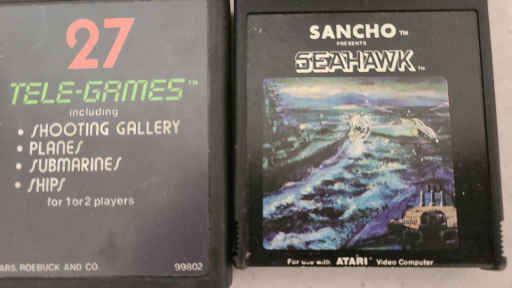 27
TELE-GAMES™
including
• SHOOTING GALLERY
• PLANES
• SUBMARINES
• SHIPS
for 1 or 2 players
ARS, ROEBUCK AND CO.
99802
SANCHO™
PRESENTS
SEAHAWK™
For use with ATARI® Video Computer